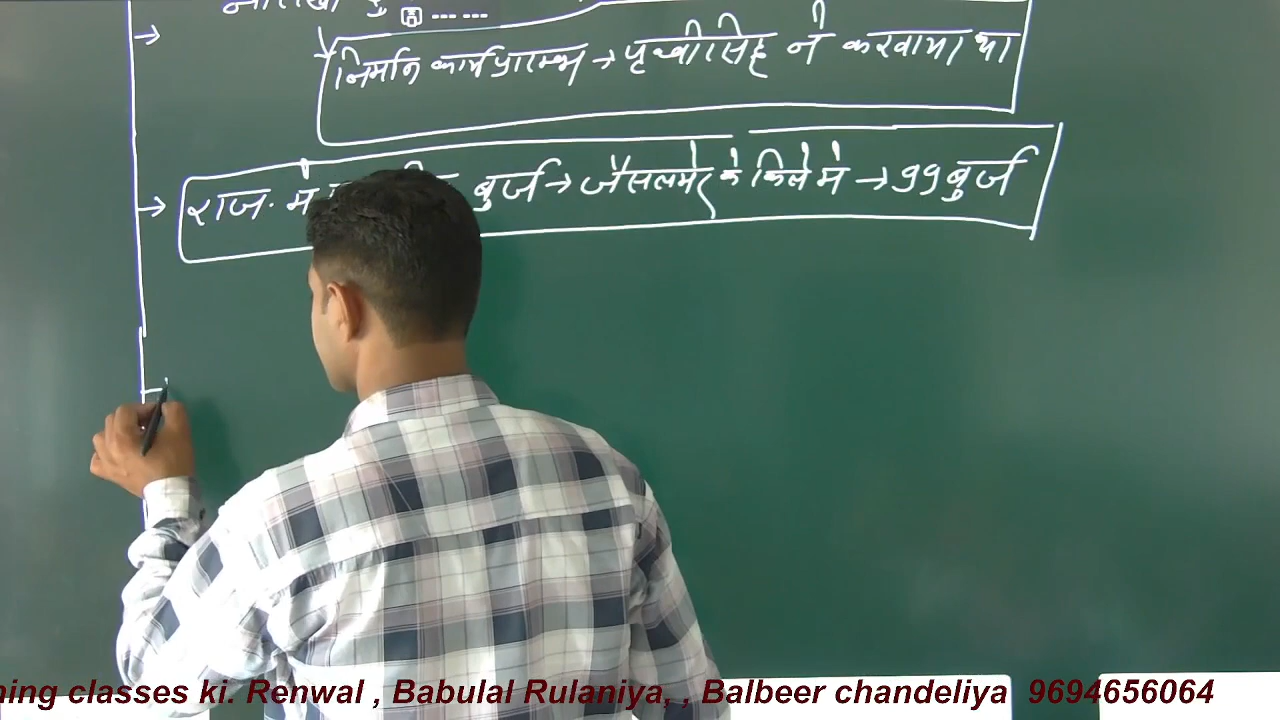 निर्माण कार्य प्रारम्भ → पृथ्वीसिंह ने करवाया था
→ राज. में बुर्ज → जैसलमेर के किले में → 99 बुर्ज
ning classes ki. Renwal , Babulal Rulaniya, , Balbeer chandeliya 9694656064